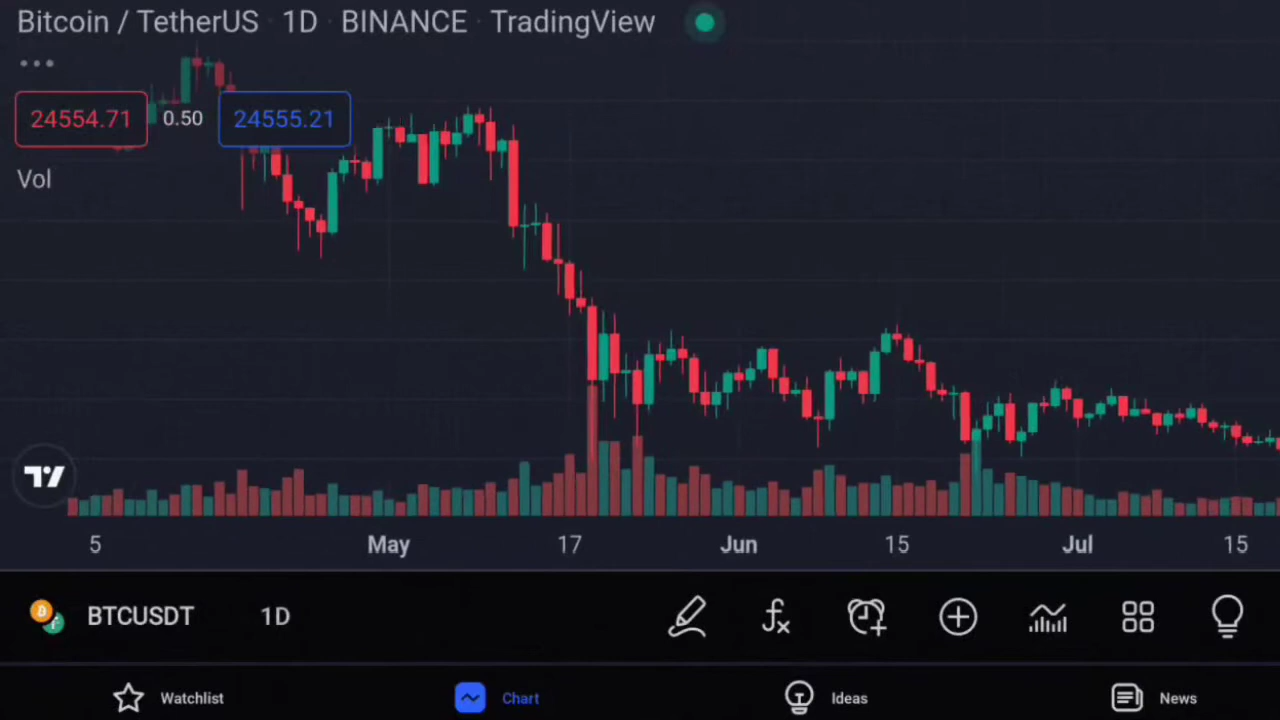 Bitcoin / TetherUS · 1D · BINANCE · TradingView
24554.71 0.50 24555.21
Vol
5 May 17 Jun 15 Jul 15
BTCUSDT 1D
Watchlist Chart Ideas News